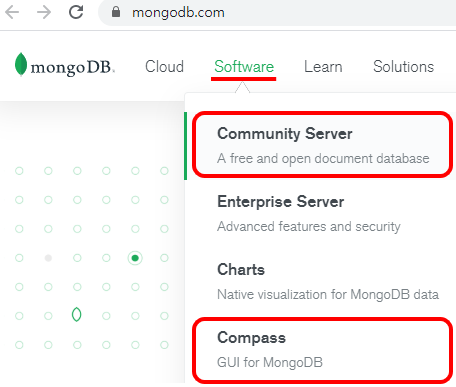 mongodb.com
mongoDB.
Cloud Software Learn Solutions
Community Server
A free and open document database
Enterprise Server
Advanced features and security
Charts
Native visualization for MongoDB data
Compass
GUI for MongoDB